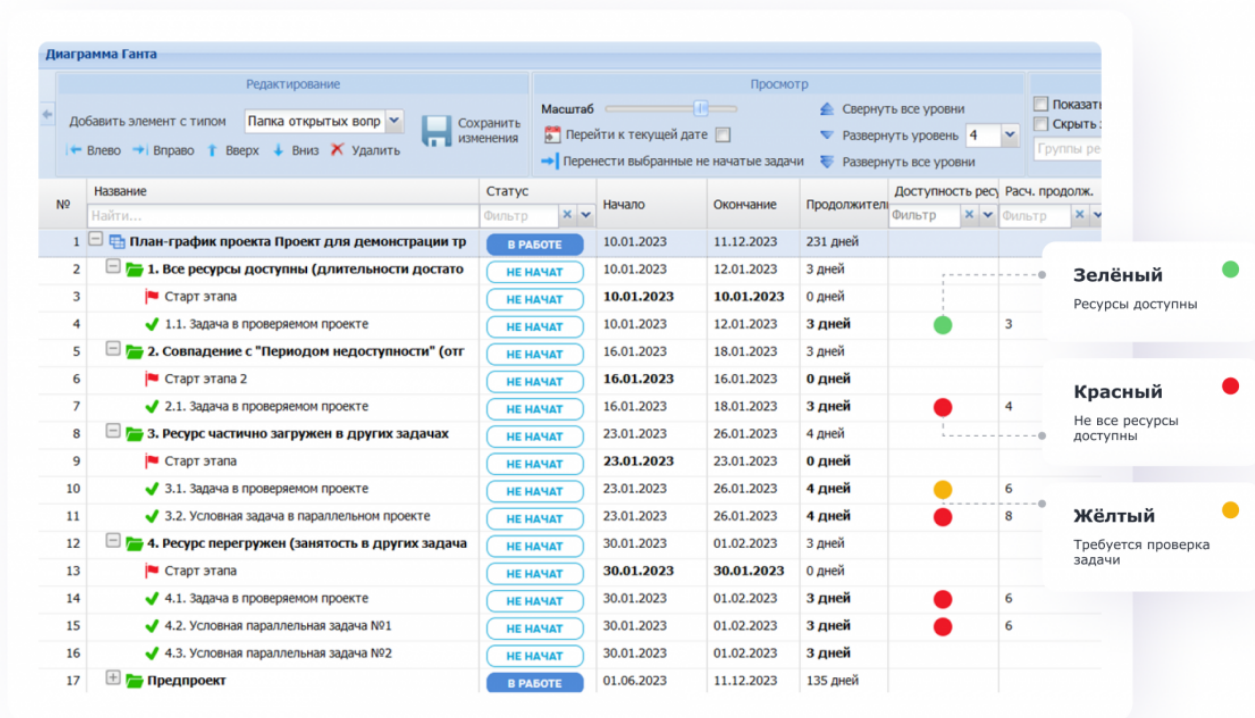 Диаграмма Ганта
Редактирование
Просмотр
Добавить элемент с типом Папка открытых вопр
Сохранить изменения
Влево Вправо Вверх Вниз Удалить
Масштаб
Перейти к текущей дате
Перенести выбранные не начатые задачи
Свернуть все уровни
Развернуть уровень 4
Развернуть все уровни
Показать
Скрыть
Группы ре
№ Название Статус Начало Окончание Продолжител Доступность ресу Расч. продолж.
Найти... Фильтр Фильтр Фильтр
1 План-график проекта Проект для демонстрации тр В РАБОТЕ 10.01.2023 11.12.2023 231 дней
2 1. Все ресурсы доступны (длительности достато НЕ НАЧАТ 10.01.2023 12.01.2023 3 дней
3 Старт этапа НЕ НАЧАТ 10.01.2023 10.01.2023 0 дней
4 1.1. Задача в проверяемом проекте НЕ НАЧАТ 10.01.2023 12.01.2023 3 дней 3
5 2. Совпадение с "Периодом недоступности" (отг НЕ НАЧАТ 16.01.2023 18.01.2023 3 дней
6 Старт этапа 2 НЕ НАЧАТ 16.01.2023 16.01.2023 0 дней
7 2.1. Задача в проверяемом проекте НЕ НАЧАТ 16.01.2023 18.01.2023 3 дней 4
8 3. Ресурс частично загружен в других задачах НЕ НАЧАТ 23.01.2023 26.01.2023 4 дней
9 Старт этапа НЕ НАЧАТ 23.01.2023 23.01.2023 0 дней
10 3.1. Задача в проверяемом проекте НЕ НАЧАТ 23.01.2023 26.01.2023 4 дней 6
11 3.2. Условная задача в параллельном проекте НЕ НАЧАТ 23.01.2023 26.01.2023 4 дней 8
12 4. Ресурс перегружен (занятость в других задача НЕ НАЧАТ 30.01.2023 01.02.2023 3 дней
13 Старт этапа НЕ НАЧАТ 30.01.2023 30.01.2023 0 дней
14 4.1. Задача в проверяемом проекте НЕ НАЧАТ 30.01.2023 01.02.2023 3 дней 6
15 4.2. Условная параллельная задача №1 НЕ НАЧАТ 30.01.2023 01.02.2023 3 дней 6
16 4.3. Условная параллельная задача №2 НЕ НАЧАТ 30.01.2023 01.02.2023 3 дней
17 Предпроект В РАБОТЕ 01.06.2023 11.12.2023 135 дней
Зелёный
Ресурсы доступны
Красный
Не все ресурсы
доступны
Жёлтый
Требуется проверка
задачи